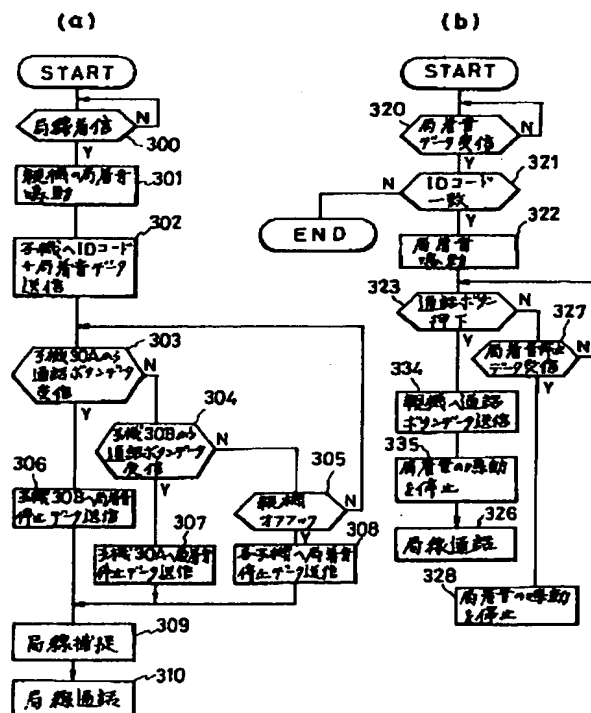 (a)
START
局線着信
N
300
Y
親機の局着音
鳴動
301
302
子機へIDコード
+局着音データ
送信
303
子機30Aから
通話ボタンデータ
受信
N
Y
304
子機30Bから
通話ボタンデータ
受信
N
Y
305
親機
オフフック
N
Y
306
子機30Bへ局着音
停止データ送信
307
子機30Aへ局着音
停止データ送信
308
各子機へ局着音
停止データ送信
309
局線捕捉
310
局線通話
(b)
START
320
局着音
データ受信
N
Y
321
IDコード
一致
N
Y
END
322
局着音
鳴動
323
通話ボタン
押下
N
Y
327
局着音停止
データ受信
N
Y
334
親機へ通話
ボタンデータ送信
335
局着音の鳴動
を停止
326
局線通話
328
局着音の鳴動
を停止